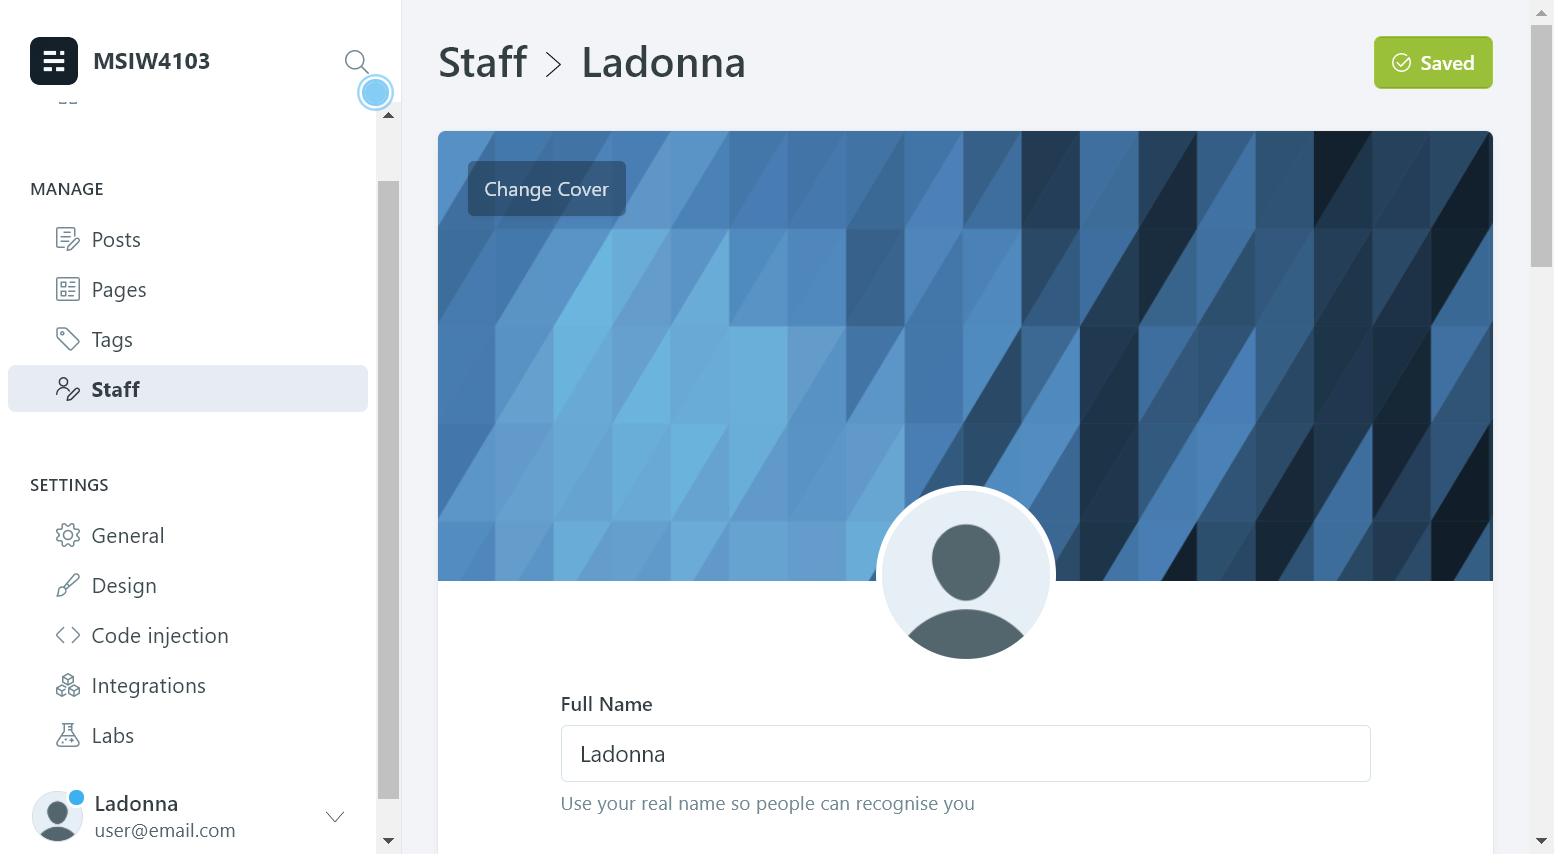 MSIW4103
MANAGE
Posts
Pages
Tags
Staff
SETTINGS
General
Design
Code injection
Integrations
Labs
Ladonna
user@email.com
Staff > Ladonna
Saved
Change Cover
Full Name
Ladonna
Use your real name so people can recognise you